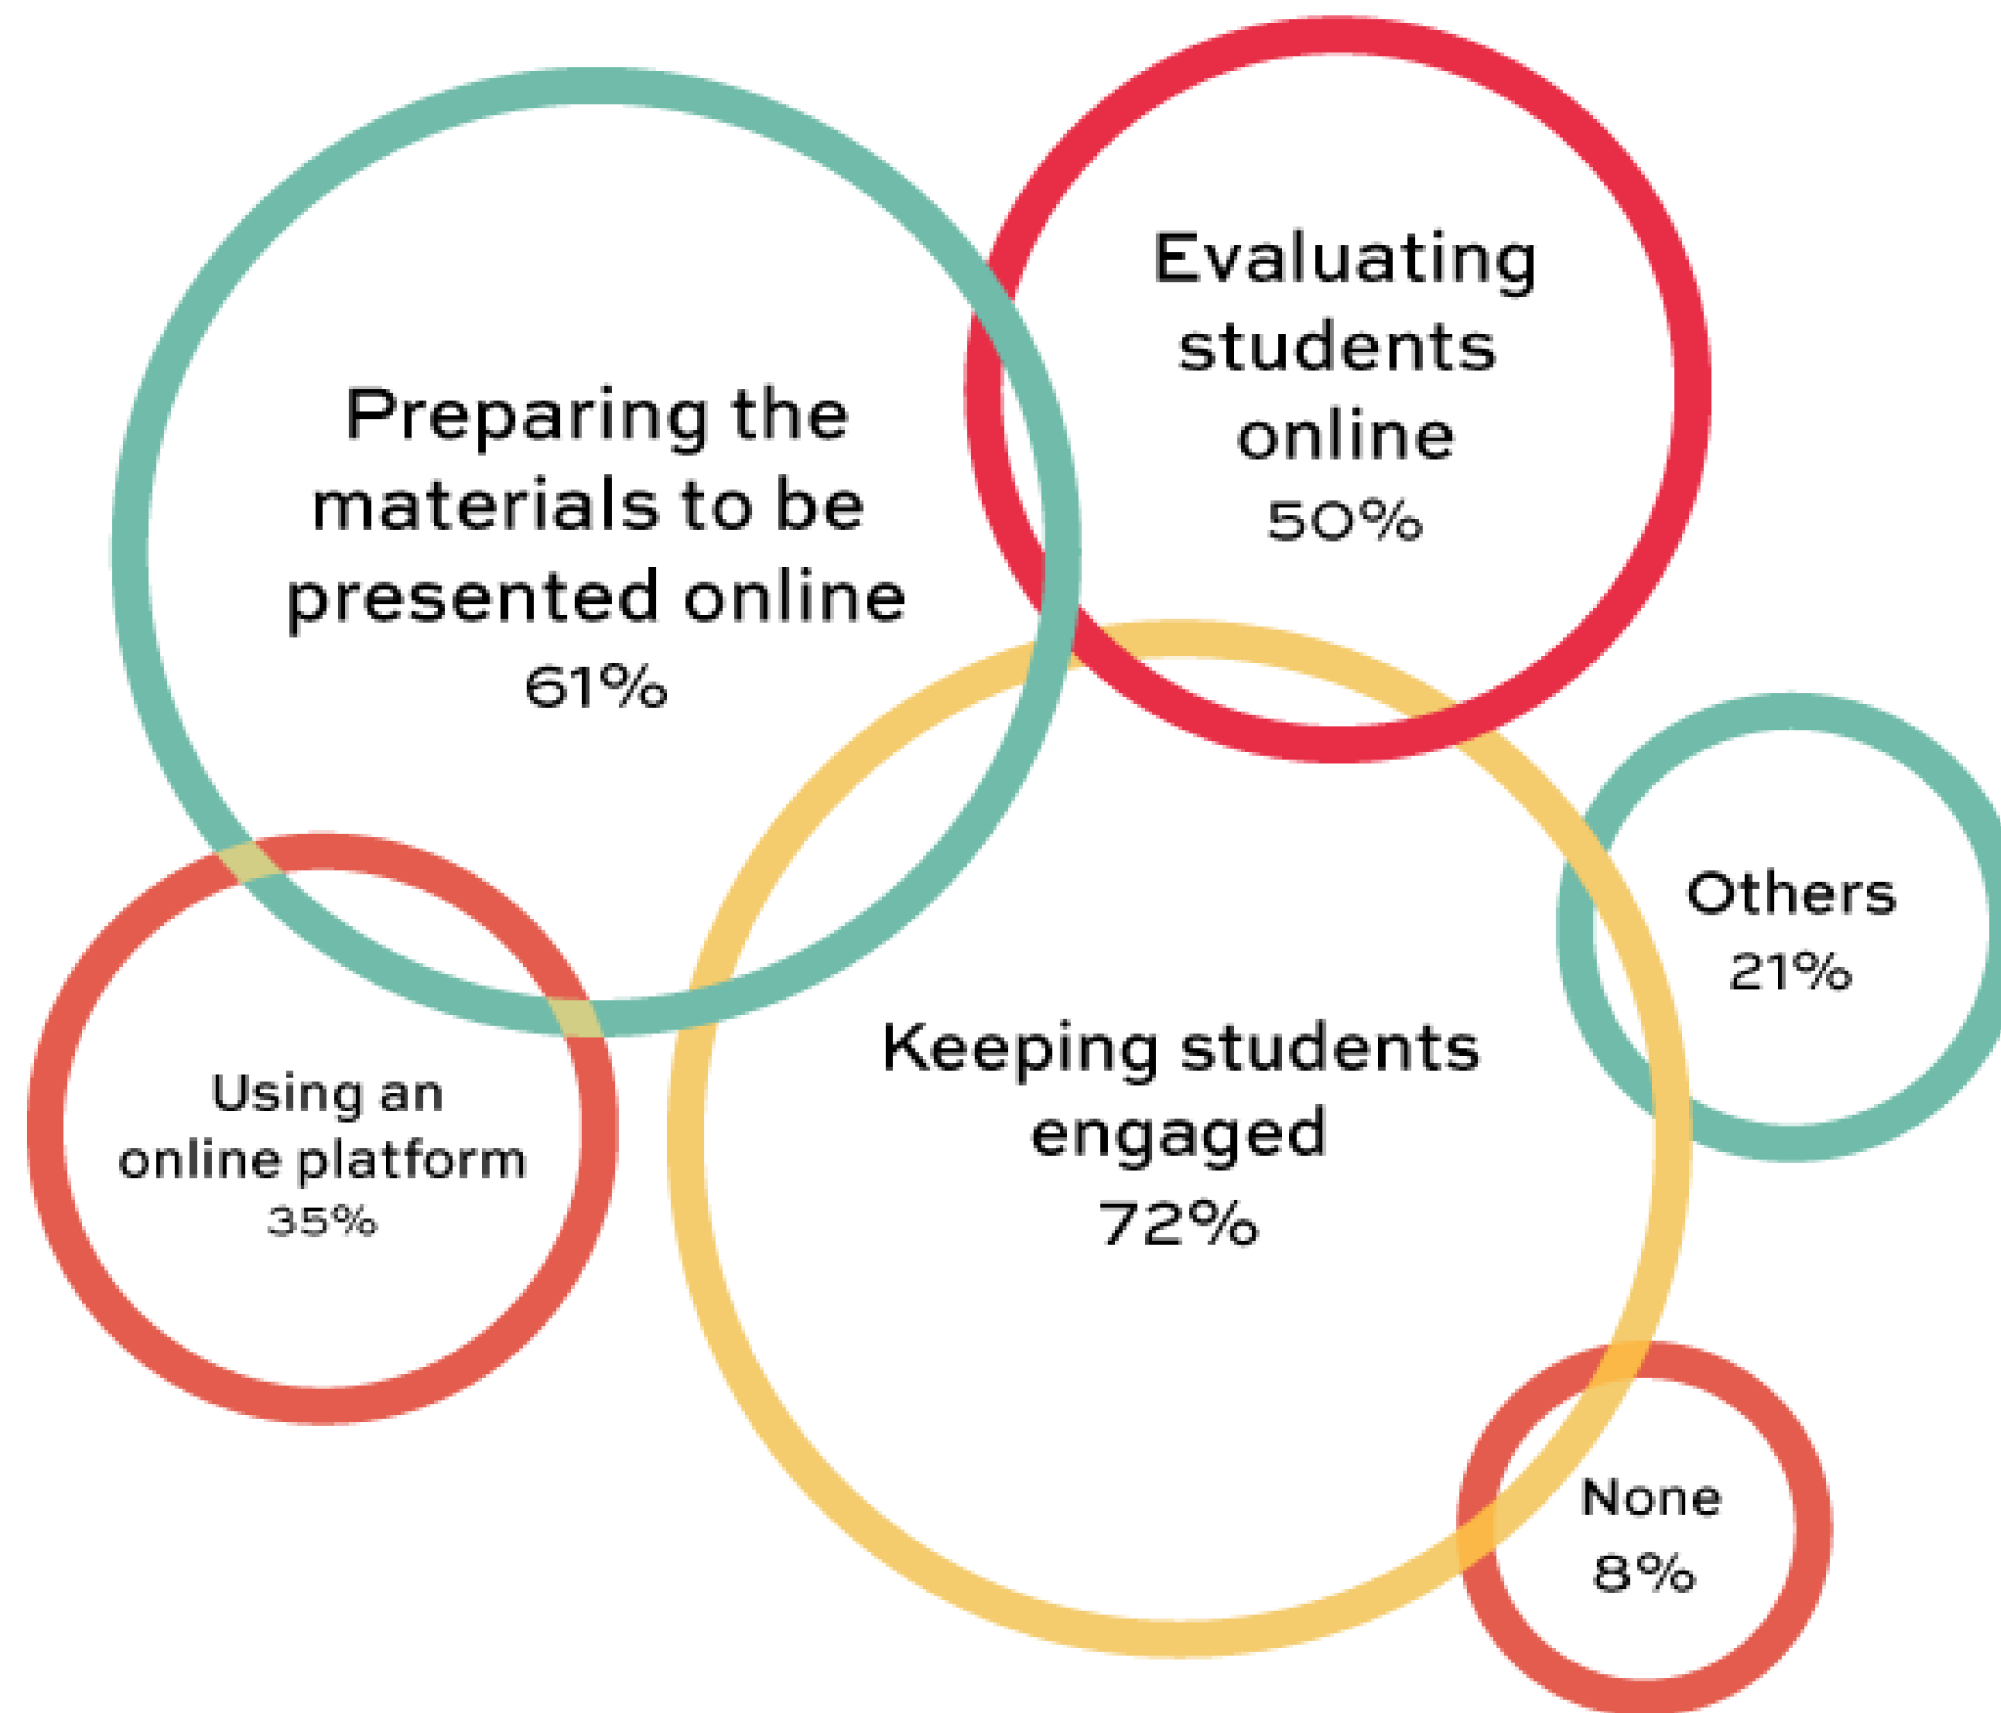 Preparing the
materials to be
presented online
61%
Evaluating
students
online
50%
Others
21%
Using an
online platform
35%
Keeping students
engaged
72%
None
8%